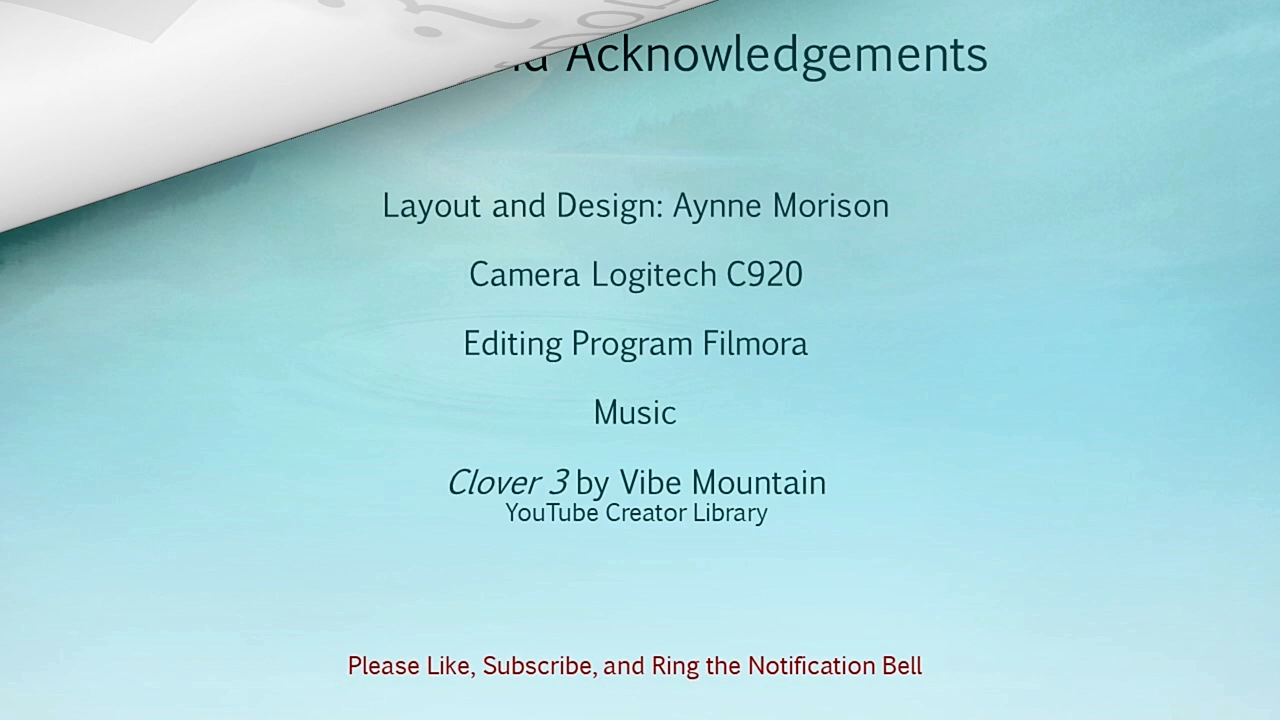 Acknowledgements
Layout and Design: Aynne Morison
Camera Logitech C920
Editing Program Filmora
Music
Clover 3 by Vibe Mountain
YouTube Creator Library
Please Like, Subscribe, and Ring the Notification Bell